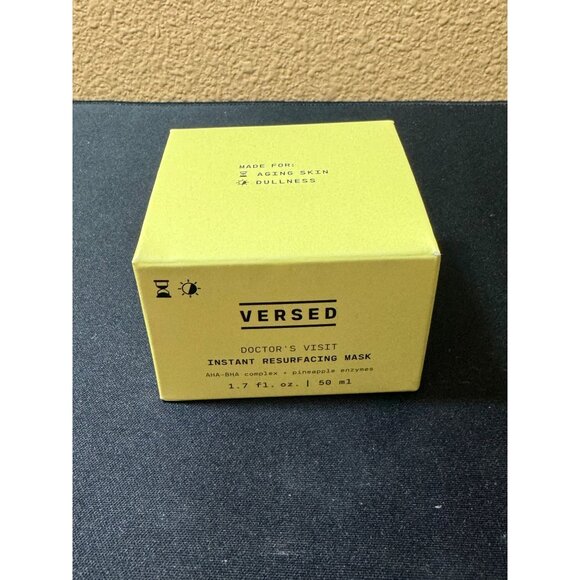 MADE FOR:
AGING SKIN
DULLNESS
VERSED
DOCTOR'S VISIT
INSTANT RESURFACING MASK
AHA-BHA complex + pineapple enzymes
1.7 fl. oz. | 50 ml